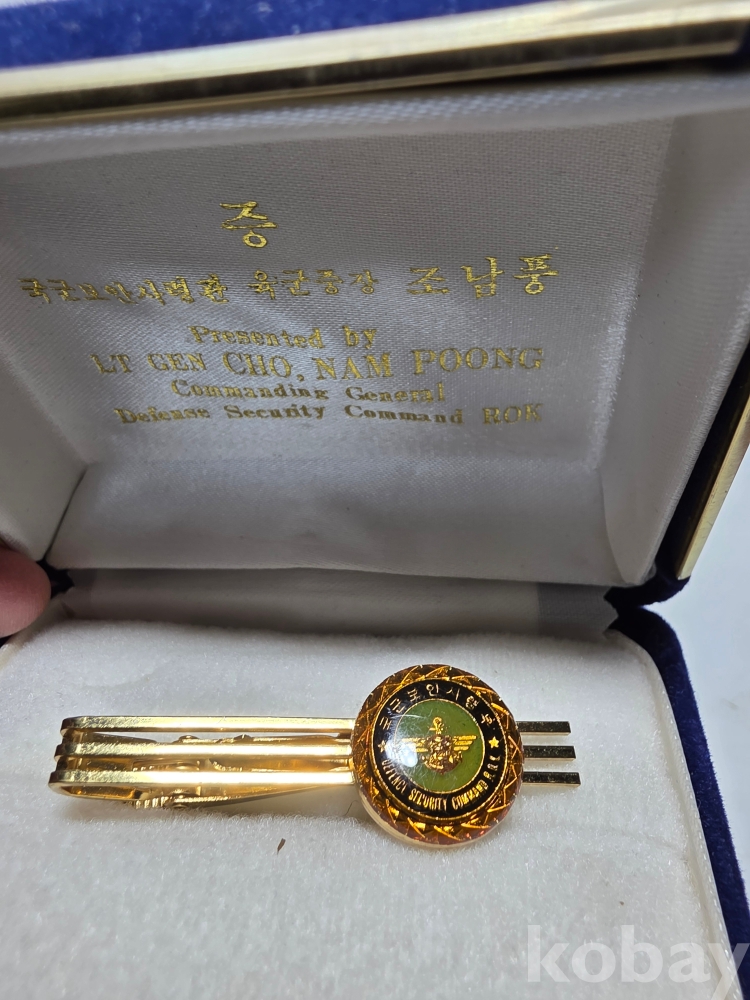 증
국군보안사령관 육군중장 조남풍
Presented by
LT GEN CHO, NAM POONG
Commanding General
Defense Security Command ROK
국군보안사령부
DEFENCE SECURITY COMMAND R.O.K.
kobay